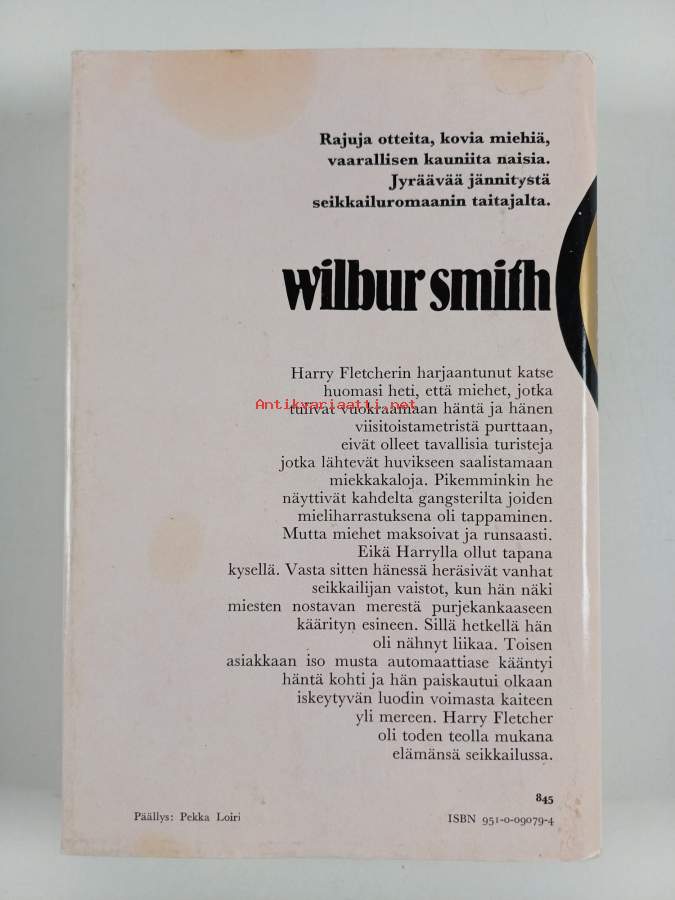 Rajuja otteita, kovia miehiä,
vaarallisen kauniita naisia.
Jyräävää jännitystä
seikkailuromaanin taitajalta.
wilbur smith
Harry Fletcherin harjaantunut katse
huomasi heti, että miehet, jotka
Antikvariaatti.net
tulivat vuokraamaan häntä ja hänen
viisitoistametristä purttaan,
eivät olleet tavallisia turisteja
jotka lähtevät huvikseen saalistamaan
miekkakaloja. Pikemminkin he
näyttivät kahdelta gangsterilta joiden
mieliharrastuksena oli tappaminen.
Mutta miehet maksoivat ja runsaasti.
Eikä Harrylla ollut tapana
kysellä. Vasta sitten hänessä heräsivät vanhat
seikkailijan vaistot, kun hän näki
miesten nostavan merestä purjekankaaseen
käärityn esineen. Sillä hetkellä hän
oli nähnyt liikaa. Toisen
asiakkaan iso musta automaattiase kääntyi
häntä kohti ja hän paiskautui olkaan
iskeytyvän luodin voimasta kaiteen
yli mereen. Harry Fletcher
oli toden teolla mukana
elämänsä seikkailussa.
845
Päällys: Pekka Loiri
ISBN 951-0-09079-4